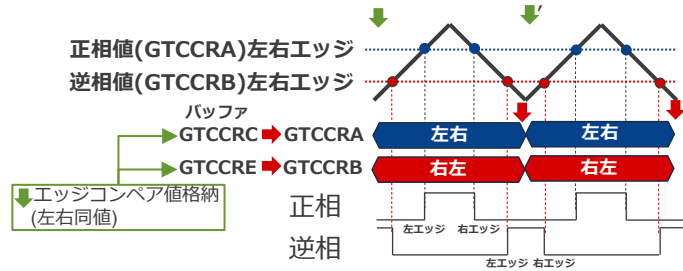 正相値(GTCCRA)左右エッジ
逆相値(GTCCRB)左右エッジ
バッファ
GTCCRC GTCCRA 左右 左右
GTCCRE GTCCRB 右左 右左
エッジコンペア値格納
(左右同値)
正相
左エッジ 右エッジ
逆相
左エッジ 右エッジ